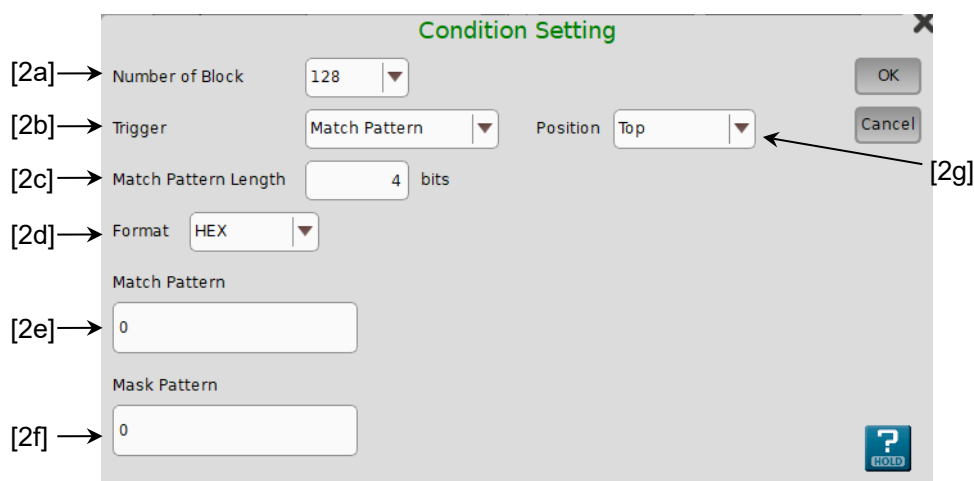 Condition Setting
[2a] Number of Block 128 OK
[2b] Trigger Match Pattern Position Top Cancel
[2c] Match Pattern Length 4 bits [2g]
[2d] Format HEX
Match Pattern
[2e] 0
Mask Pattern
[2f] 0
?
HOLD